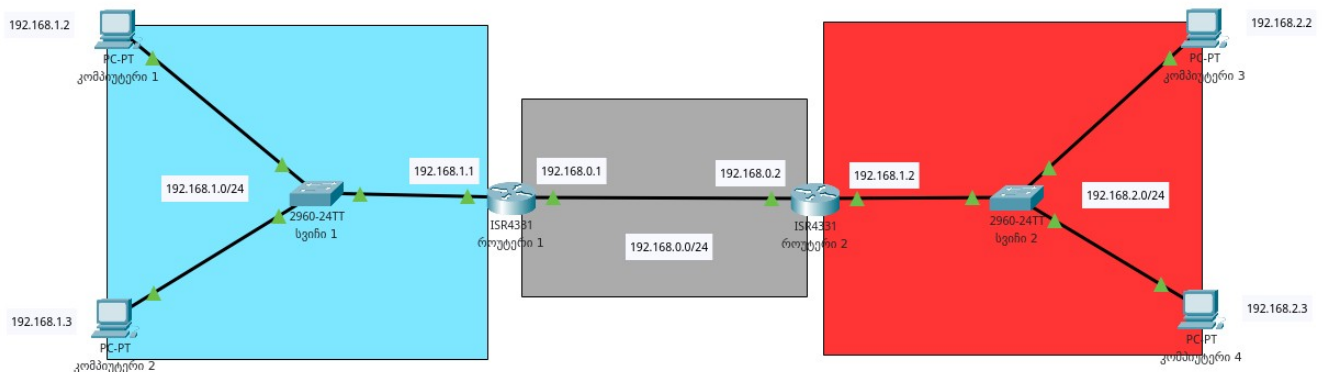 192.168.1.2
PC-PT
კომპიუტერი 1
192.168.1.0/24
2960-24TT
სვიჩი 1
192.168.1.3
PC-PT
კომპიუტერი 2
192.168.1.1
ISR4331
როუტერი 1
192.168.0.1
192.168.0.0/24
192.168.0.2
ISR4331
როუტერი 2
192.168.1.2
2960-24TT
სვიჩი 2
192.168.2.0/24
192.168.2.2
PC-PT
კომპიუტერი 3
192.168.2.3
PC-PT
კომპიუტერი 4